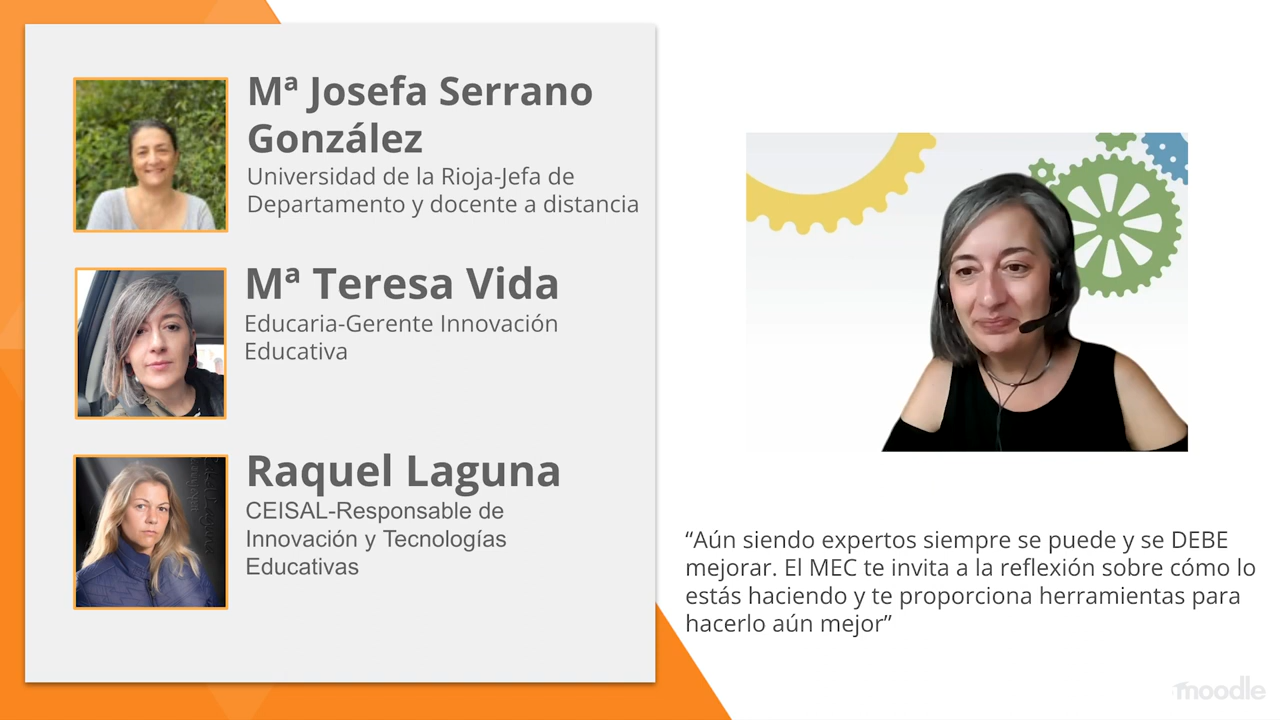 Mª Josefa Serrano
González
Universidad de la Rioja-Jefa de
Departamento y docente a distancia
Mª Teresa Vida
Educaria-Gerente Innovación
Educativa
Raquel Laguna
CEISAL-Responsable de
Innovación y Tecnologías
Educativas
“Aún siendo expertos siempre se puede y se DEBE
mejorar. El MEC te invita a la reflexión sobre cómo lo
estás haciendo y te proporciona herramientas para
hacerlo aún mejor”
moodle